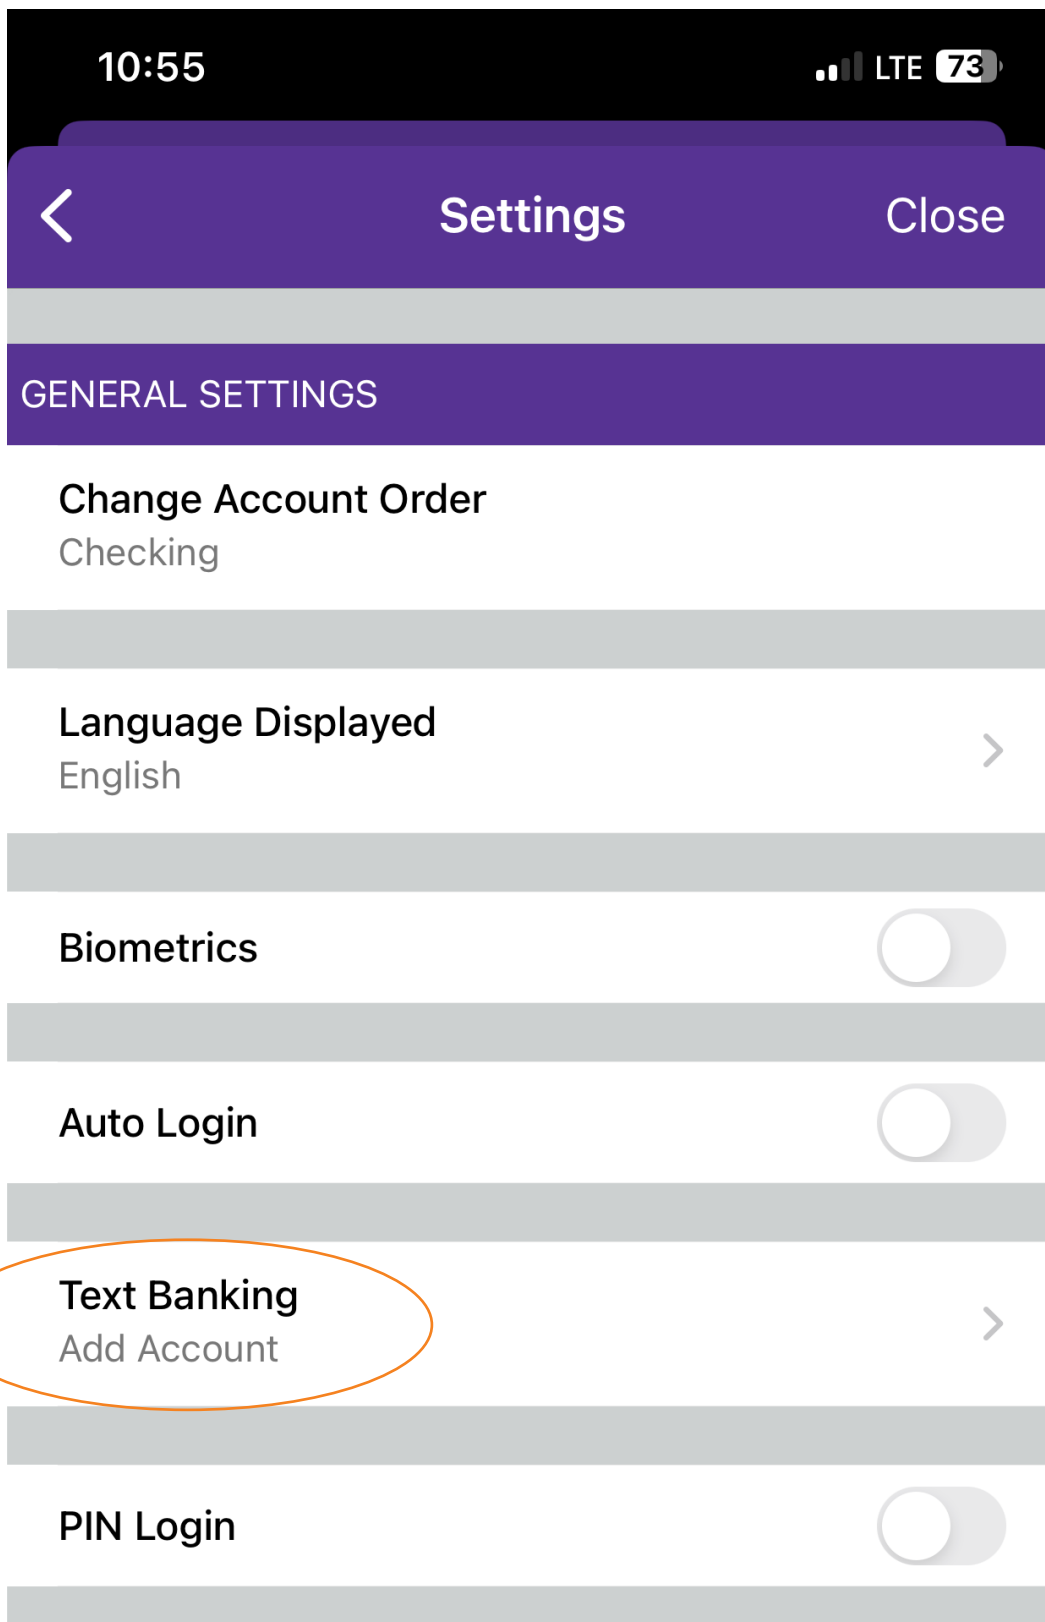 10:55 LTE 73
Settings Close
GENERAL SETTINGS
Change Account Order
Checking
Language Displayed
English
Biometrics
Auto Login
Text Banking
Add Account
PIN Login